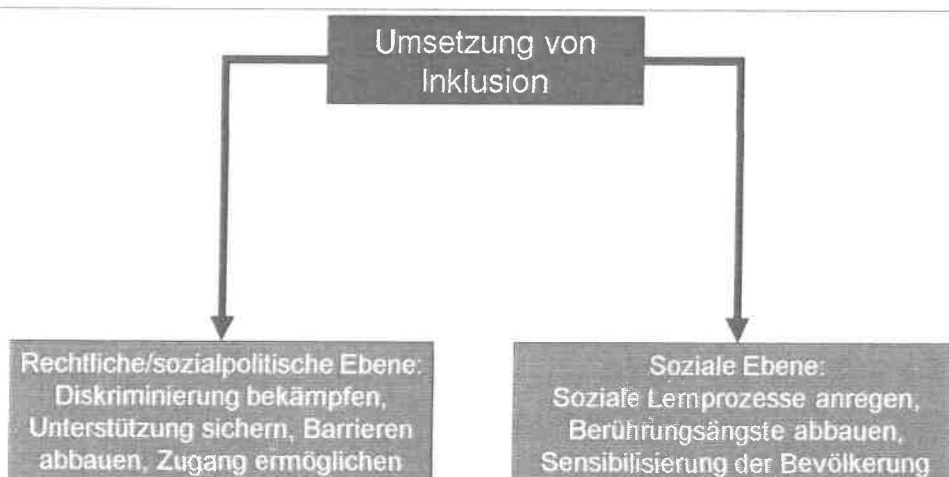 Umsetzung von
Inklusion
Rechtliche/sozialpolitische Ebene:
Diskriminierung bekämpfen,
Unterstützung sichern, Barrieren
abbauen, Zugang ermöglichen
Soziale Ebene:
Soziale Lernprozesse anregen,
Berührungsängste abbauen,
Sensibilisierung der Bevölkerung